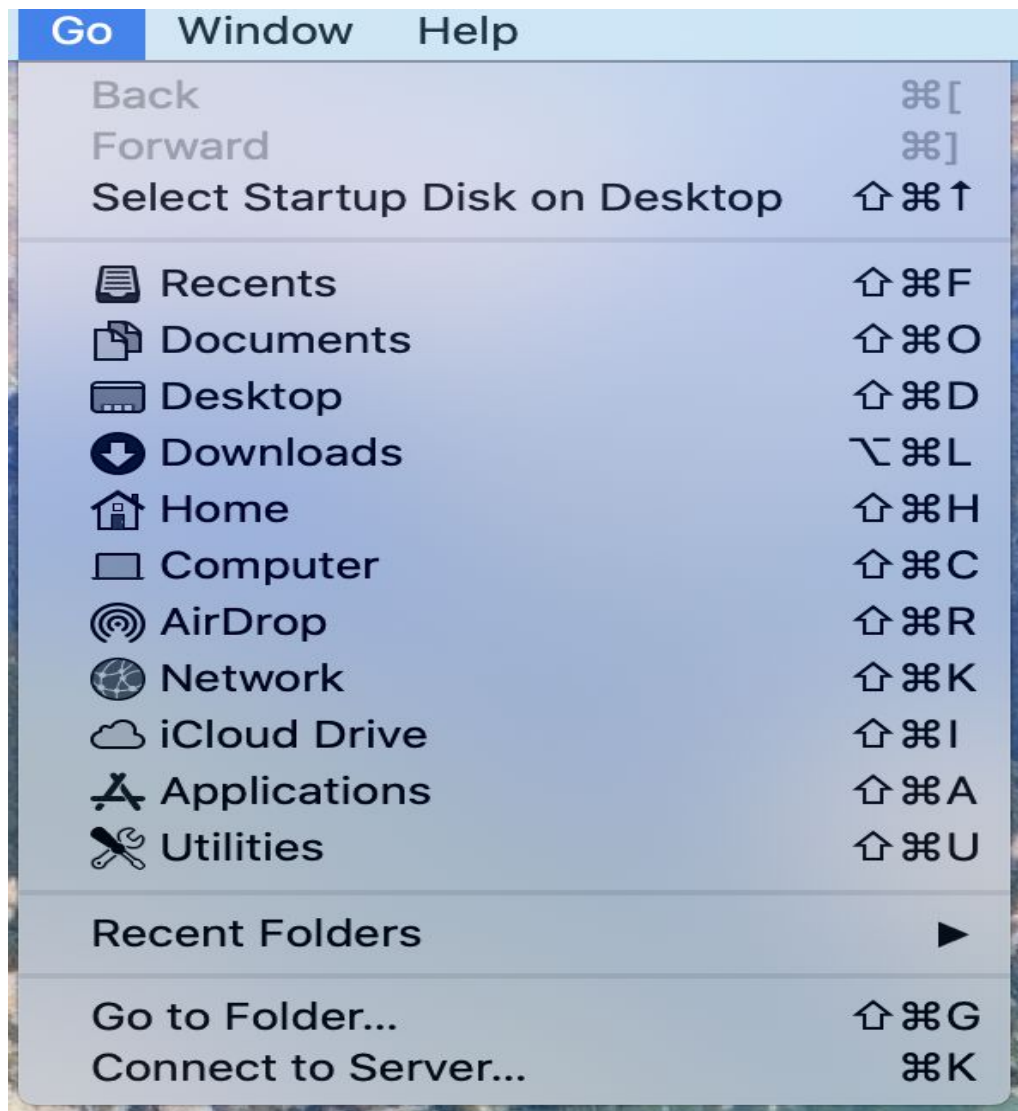 Go Window Help
Back ⌘[
Forward ⌘]
Select Startup Disk on Desktop ⇧⌘↑
Recents ⇧⌘F
Documents ⇧⌘O
Desktop ⇧⌘D
Downloads ⌥⌘L
Home ⇧⌘H
Computer ⇧⌘C
AirDrop ⇧⌘R
Network ⇧⌘K
iCloud Drive ⇧⌘I
Applications ⇧⌘A
Utilities ⇧⌘U
Recent Folders ▶
Go to Folder... ⇧⌘G
Connect to Server... ⌘K